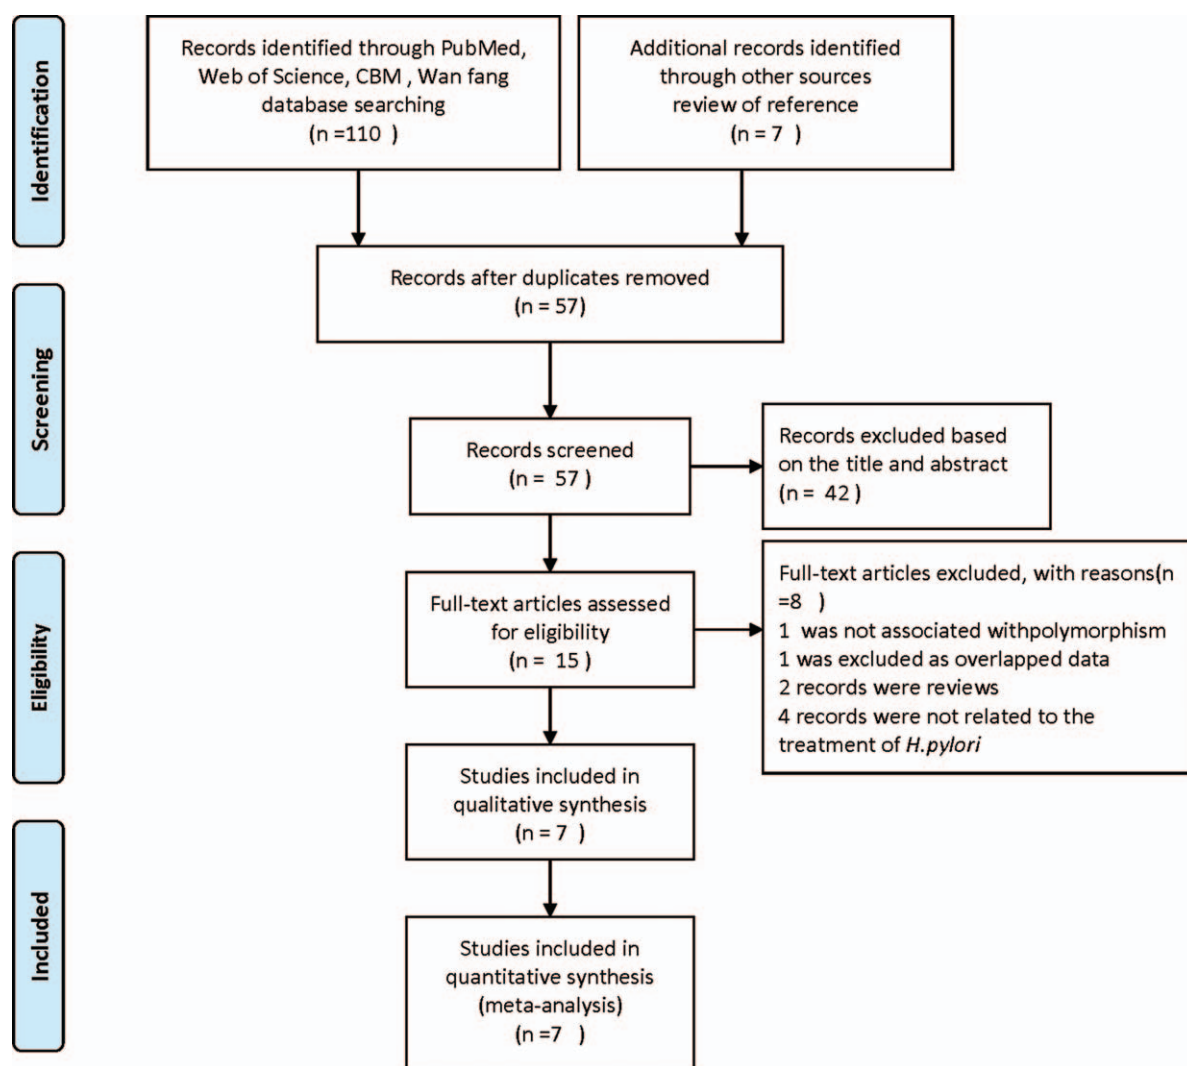 Identification
Records identified through PubMed,
Web of Science, CBM , Wan fang
database searching
(n =110 )
Additional records identified
through other sources
review of reference
(n = 7 )
Records after duplicates removed
(n = 57)
Screening
Records screened
(n = 57 )
Records excluded based
on the title and abstract
(n = 42 )
Eligibility
Full-text articles assessed
for eligibility
(n = 15 )
Full-text articles excluded, with reasons(n
=8 )
1 was not associated withpolymorphism
1 was excluded as overlapped data
2 records were reviews
4 records were not related to the
treatment of H.pylori
Studies included in
qualitative synthesis
(n = 7 )
Included
Studies included in
quantitative synthesis
(meta-analysis)
(n =7 )